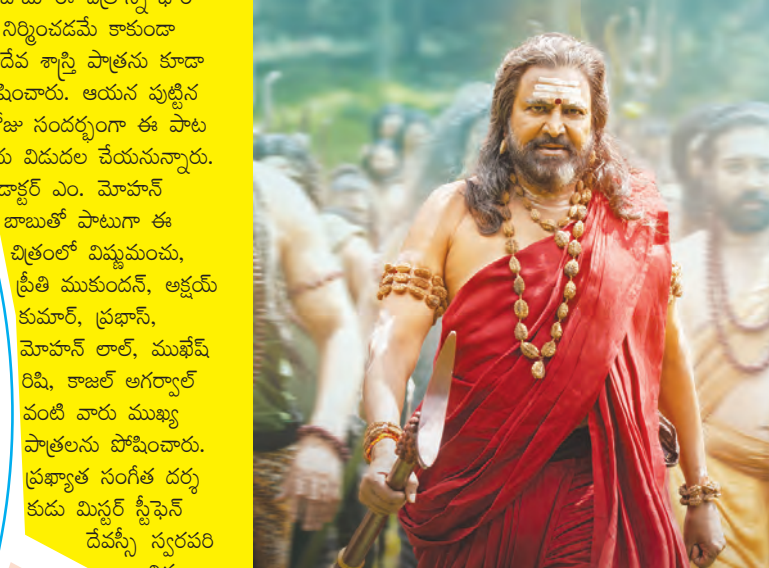 నిర్మించడమే కాకుండా
దేవ శాస్త్రి పాత్రను కూడా
షించారు. ఆయన పుట్టిన
రోజు సందర్భంగా ఈ పాట
ను విడుదల చేయనున్నారు.
డాక్టర్ ఎం. మోహన్
బాబుతో పాటుగా ఈ
చిత్రంలో విష్ణుమంచు,
ప్రీతి ముకుందన్, అక్షయ్
కుమార్, ప్రభాస్,
మోహన్ లాల్, ముఖేష్
రిషి, కాజల్ అగర్వాల్
వంటి వారు ముఖ్య
పాత్రలను పోషించారు.
ప్రఖ్యాత సంగీత దర్శ
కుడు మిస్టర్ స్టీఫెన్
దేవస్సీ స్వరపరి